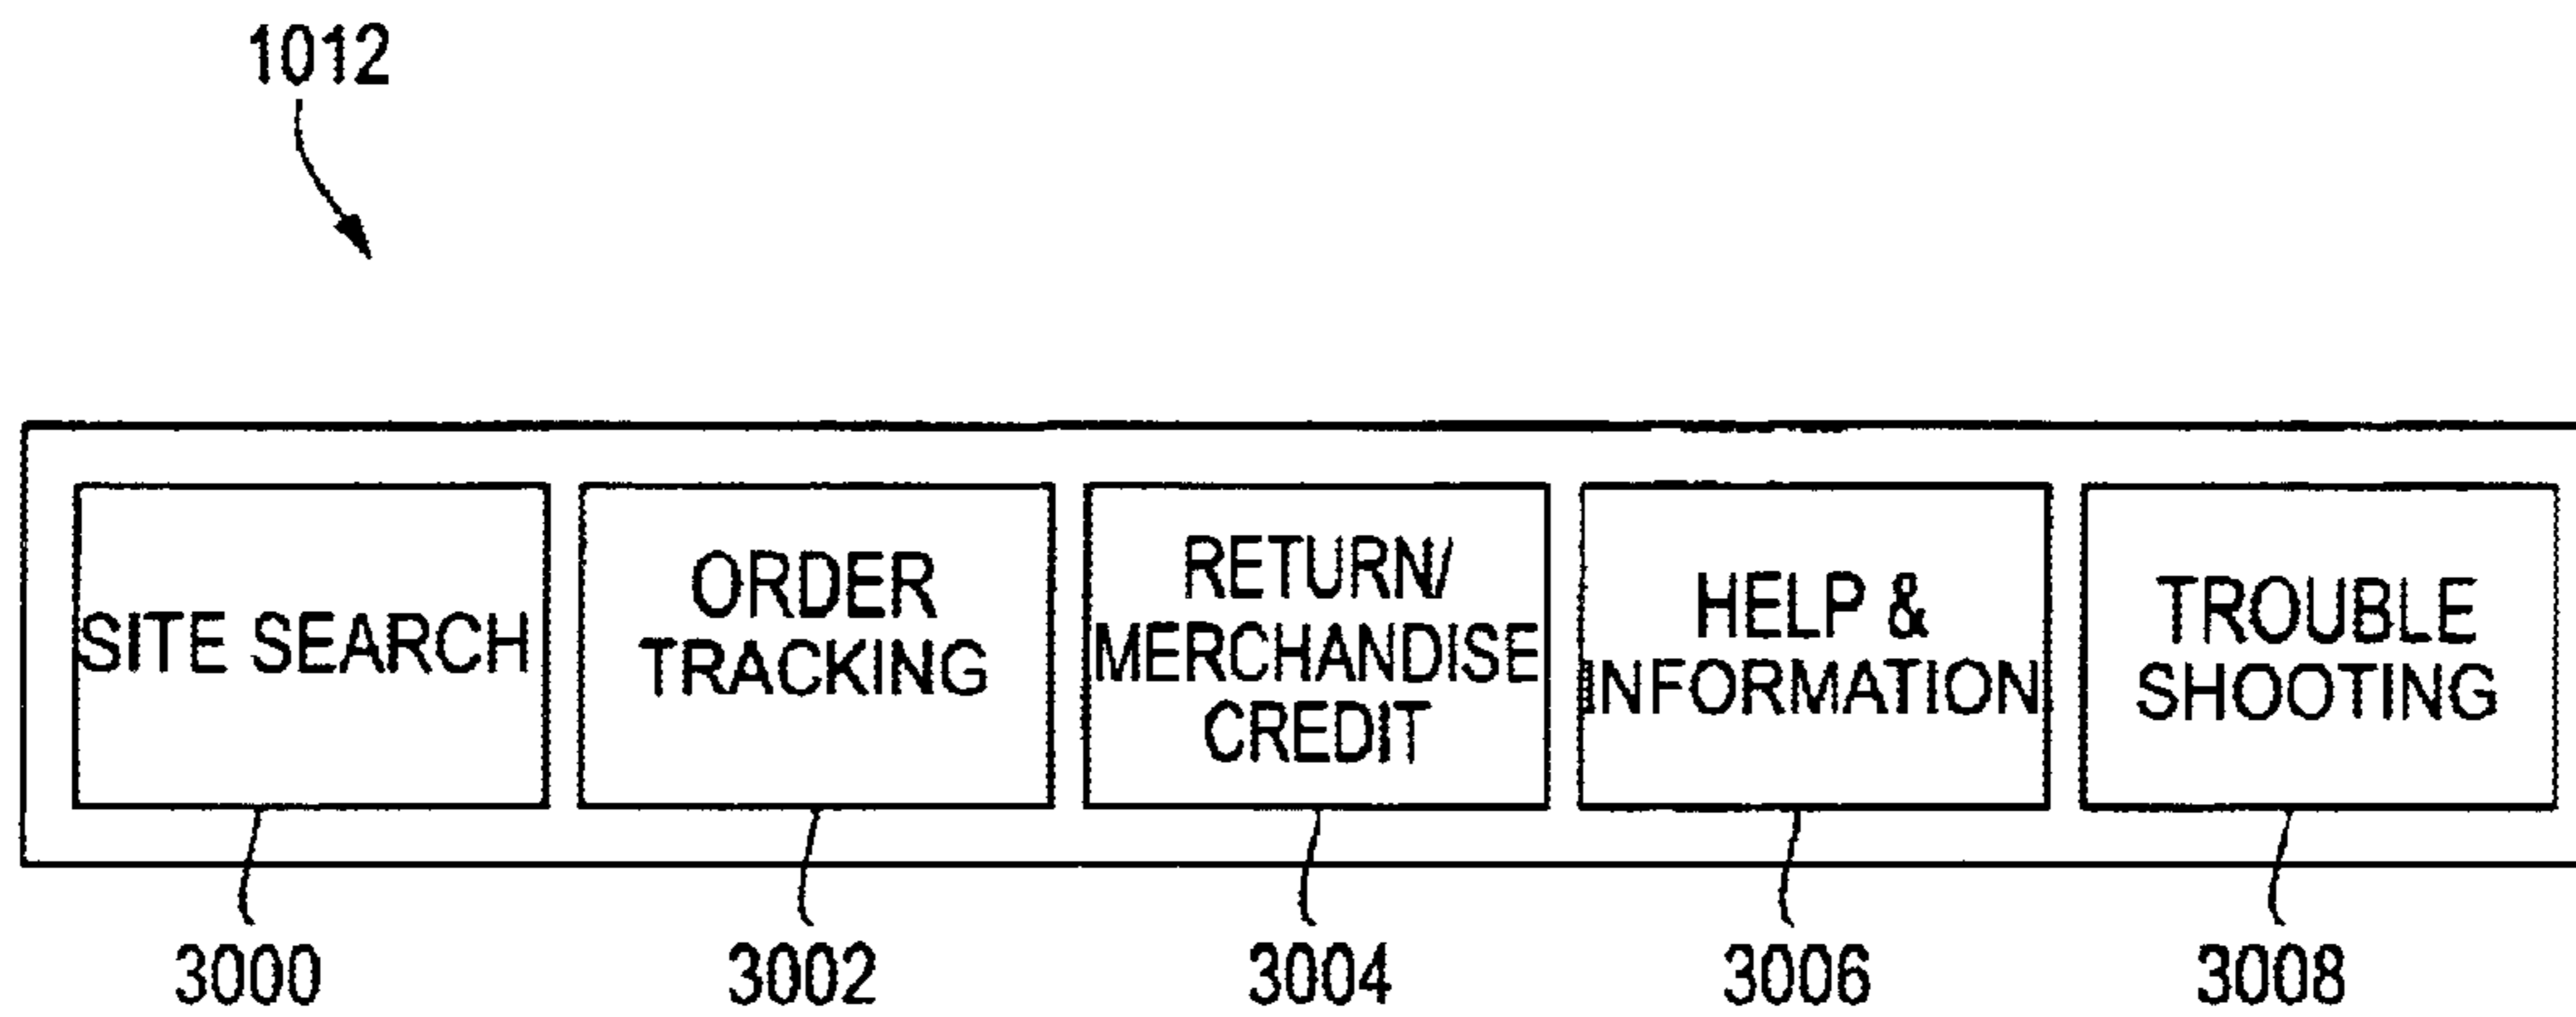 1012
SITE SEARCH
ORDER
TRACKING
RETURN/
MERCHANDISE
CREDIT
HELP &
INFORMATION
TROUBLE
SHOOTING
3000
3002
3004
3006
3008